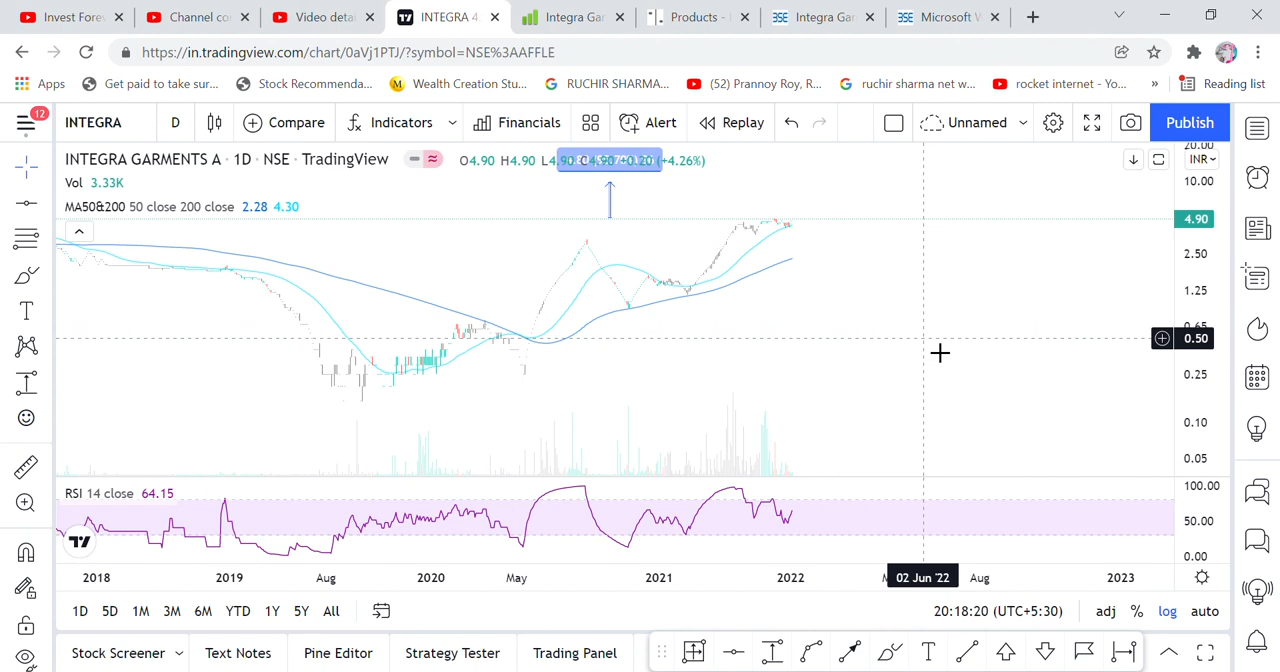 Invest Fore
Channel co
Video detai
INTEGRA 4.
Integra Gar
Products -
Integra Gar
Microsoft V
https://in.tradingview.com/chart/0aVj1PTJ/?symbol=NSE%3AAFFLE
Apps
Get paid to take sur...
Stock Recommenda...
Wealth Creation Stu...
RUCHIR SHARMA...
(52) Prannoy Roy, R...
ruchir sharma net w...
rocket internet - Yo...
»
Reading list
12
INTEGRA
D
Compare
Indicators
Financials
Alert
Replay
Unnamed
Publish
INTEGRA GARMENTS A · 1D · NSE · TradingView
O4.90 H4.90 L4.90 C4.90 +0.20 (+4.26%)
INR
Vol 3.33K
MA50&200 50 close 200 close 2.28 4.30
20.00
10.00
4.90
2.50
1.25
0.65
0.50
0.25
0.10
0.05
RSI 14 close 64.15
100.00
50.00
0.00
2018
2019
Aug
2020
May
2021
2022
02 Jun '22
Aug
2023
1D
5D
1M
3M
6M
YTD
1Y
5Y
All
20:18:20 (UTC+5:30)
adj
%
log
auto
Stock Screener
Text Notes
Pine Editor
Strategy Tester
Trading Panel